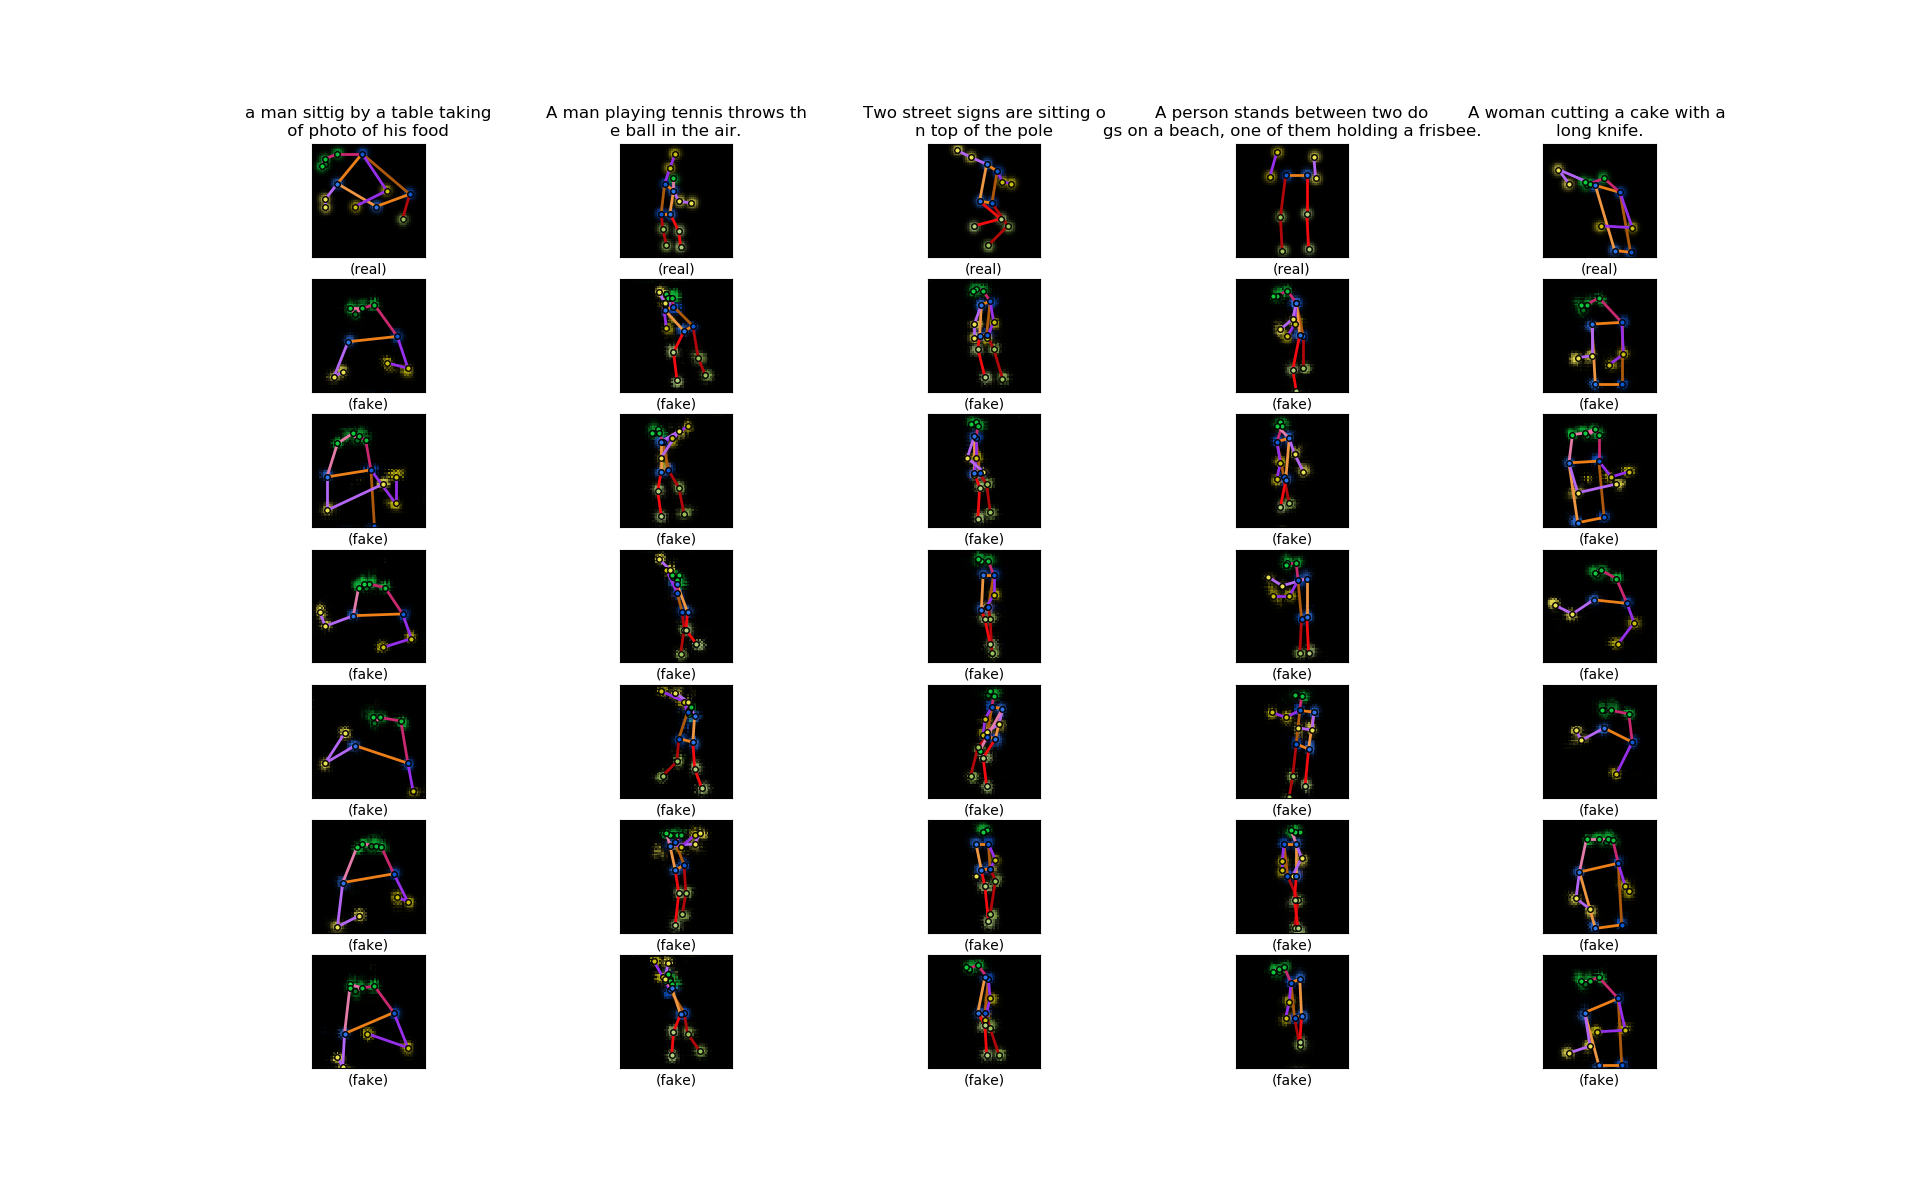 a man sittig by a table taking
of photo of his food
A man playing tennis throws th
e ball in the air.
Two street signs are sitting o
n top of the pole
A person stands between two do
gs on a beach, one of them holding a frisbee.
A woman cutting a cake with a
long knife.
(real) (real) (real) (real) (real)
(fake) (fake) (fake) (fake) (fake)
(fake) (fake) (fake) (fake) (fake)
(fake) (fake) (fake) (fake) (fake)
(fake) (fake) (fake) (fake) (fake)
(fake) (fake) (fake) (fake) (fake)
(fake) (fake) (fake) (fake) (fake)